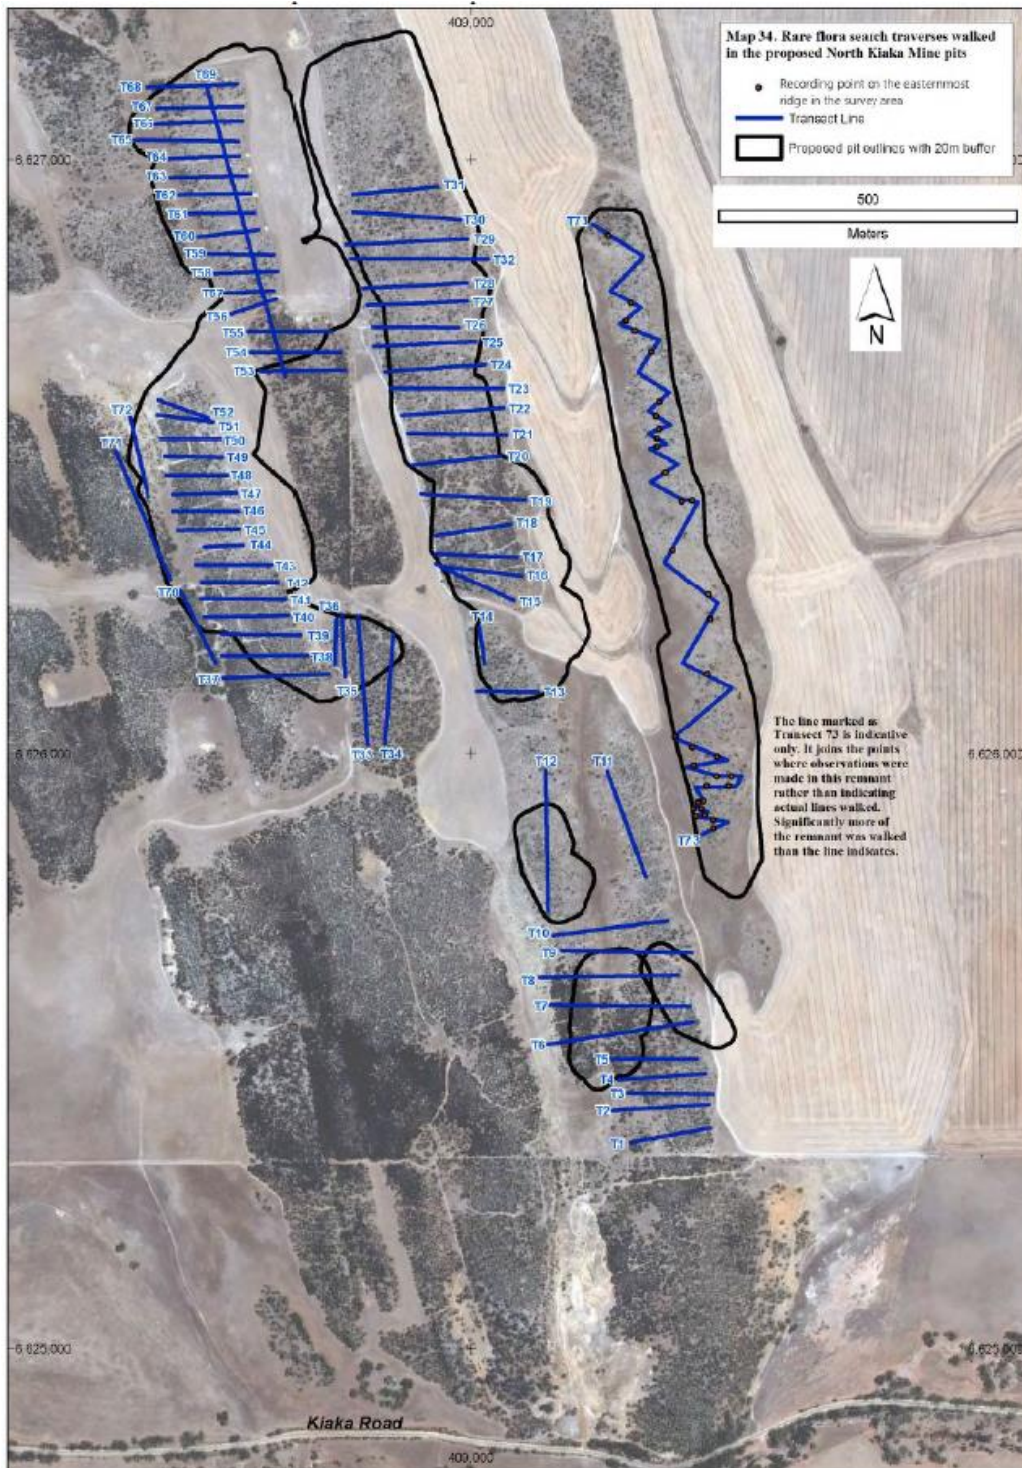 409,000
Map 34. Rare flora search traverses walked
in the proposed North Kiaka Mine pits
Recording point on the easternmost
ridge in the survey area
Transect Line
Proposed pit outlines with 20m buffer
500
Meters
N
6,627,000
T69
T68
T67
T66
T65
T64
T63
T62
T61
T60
T59
T58
T57
T56
T55
T54
T53
T31
T30
T29
T32
T28
T27
T26
T25
T24
T23
T22
T21
T20
T19
T18
T17
T16
T15
T14
T13
T73
T72
T71
T52
T51
T50
T49
T48
T47
T46
T45
T44
T43
T42
T41
T40
T39
T38
T37
T70
T36
T35
T33
T34
The line marked as
Transect 73 is indicative
only. It joins the points
where observations were
made in this remnant
rather than indicating
actual lines walked.
Significantly more of
the remnant was walked
than the line indicates.
6,626,000
6,626,000
T12
T11
T73
T10
T9
T8
T7
T6
T5
T4
T3
T2
T1
6,625,000
6,625,000
Kiaka Road
409,000